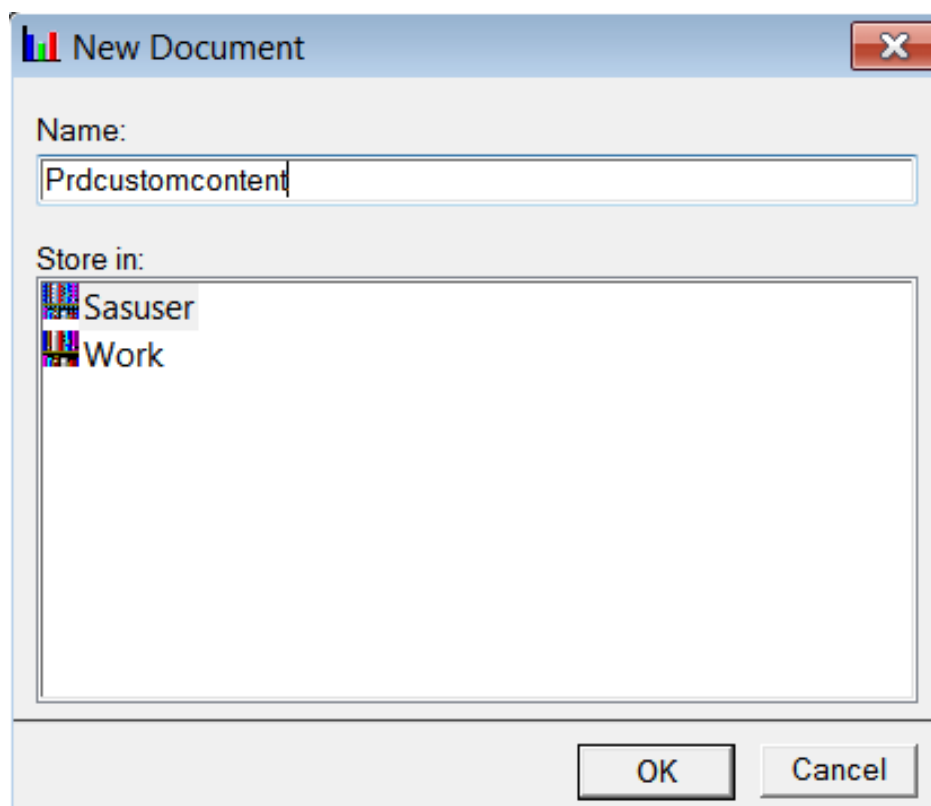 New Document
Name:
Prdcustomcontent
Store in:
Sasuser
Work
OK Cancel